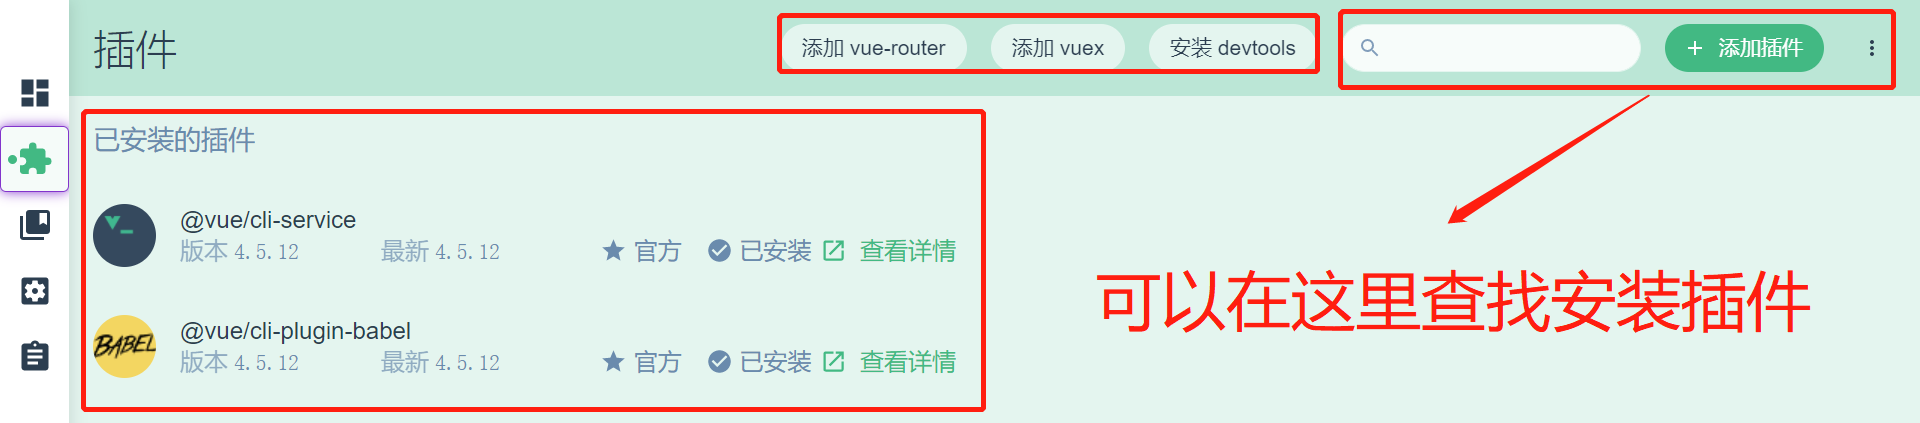 插件
添加 vue-router
添加 vuex
安装 devtools
添加插件
已安装的插件
@vue/cli-service
版本 4.5.12 最新 4.5.12 官方 已安装 查看详情
BABEL
@vue/cli-plugin-babel
版本 4.5.12 最新 4.5.12 官方 已安装 查看详情
可以在这里查找安装插件